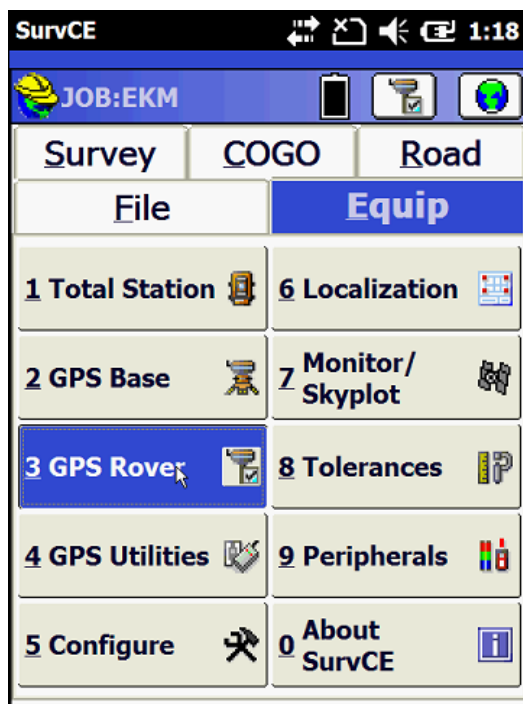 SurvCE 1:18
JOB:EKM
Survey COGO Road
File Equip
1 Total Station
6 Localization
2 GPS Base
7 Monitor/
Skyplot
3 GPS Rover
8 Tolerances
4 GPS Utilities
9 Peripherals
5 Configure
0 About
SurvCE